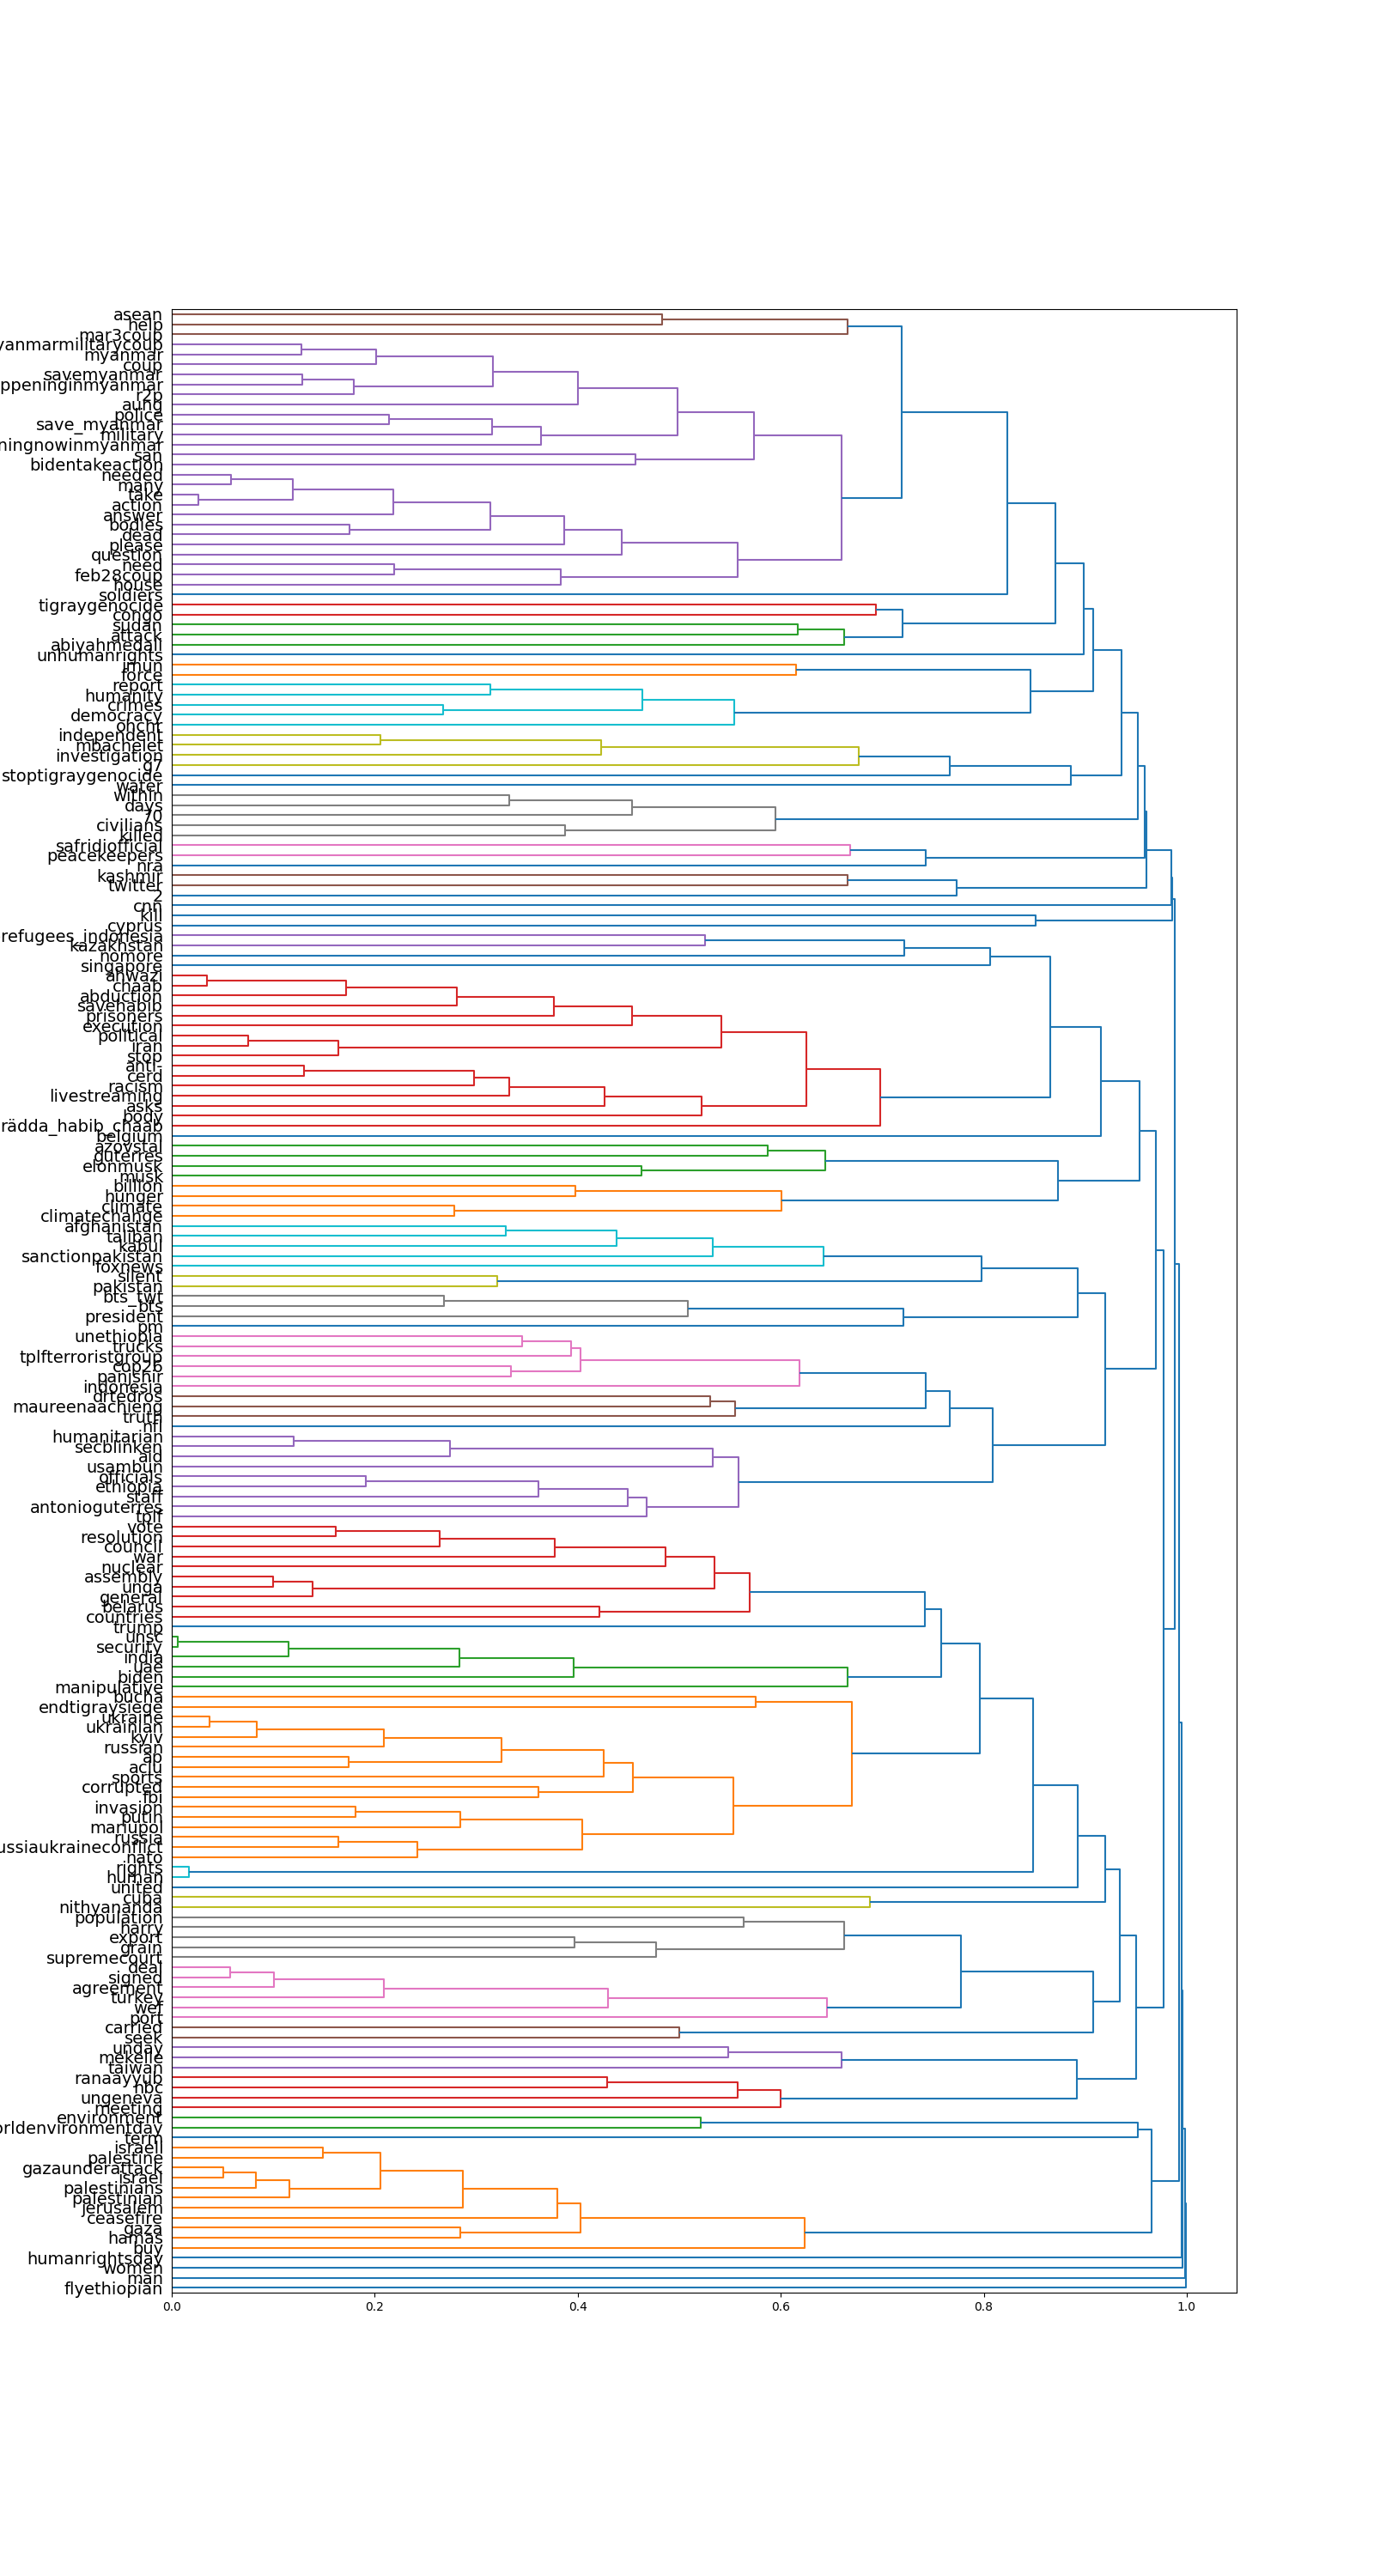 asean
help
mar3coup
yanmarmilitarycoup
myanmar
coup
savemyanmar
ppeninginmyanmar
r2p
aung
police
save_myanmar
military
ningnowinmyanmar
san
bidentakeaction
needed
many
take
action
answer
bodies
dead
please
question
need
feb28coup
house
soldiers
tigraygenocide
congo
sudan
attack
abiyahmedali
unhumanrights
imun
force
report
humanity
crimes
democracy
ohchr
independent
mbachelet
investigation
g7
stoptigraygenocide
water
within
days
70
civilians
killed
safridiofficial
peacekeepers
nra
kashmir
twitter
2
cnn
kill
cyprus
refugees_indonesia
kazakhstan
nomore
singapore
ahwazi
chaab
abduction
savehabib
prisoners
execution
political
iran
stop
anti-
cerd
racism
livestreaming
asks
body
rädda_habib_chaab
belgium
azovstal
guterres
elonmusk
musk
billion
hunger
climate
climatechange
afghanistan
taliban
kabul
sanctionpakistan
foxnews
silent
pakistan
bts_twt
bts
president
pm
unethiopia
trucks
tplfterroristgroup
cop26
panjshir
indonesia
drtedros
maureenaachieng
truth
nfl
humanitarian
secblinken
aid
usambun
officials
ethiopia
staff
antonioguterres
tplf
vote
resolution
council
war
nuclear
assembly
unga
general
belarus
countries
trump
unsc
security
india
uae
biden
manipulative
bucha
endtigraysiege
ukraine
ukrainian
kyiv
russian
ap
aclu
sports
corrupted
fbi
invasion
putin
mariupol
russia
ussiaukraineconflict
nato
rights
human
united
cuba
nithyananda
population
harry
export
grain
supremecourt
deal
signed
agreement
turkey
wef
port
carried
seek
unday
mekelle
taiwan
ranaayyub
nbc
ungeneva
meeting
environment
orldenvironmentday
term
israeli
palestine
gazaunderattack
israel
palestinians
palestinian
jerusalem
ceasefire
gaza
hamas
buy
humanrightsday
women
man
flyethiopian
0.0 0.2 0.4 0.6 0.8 1.0